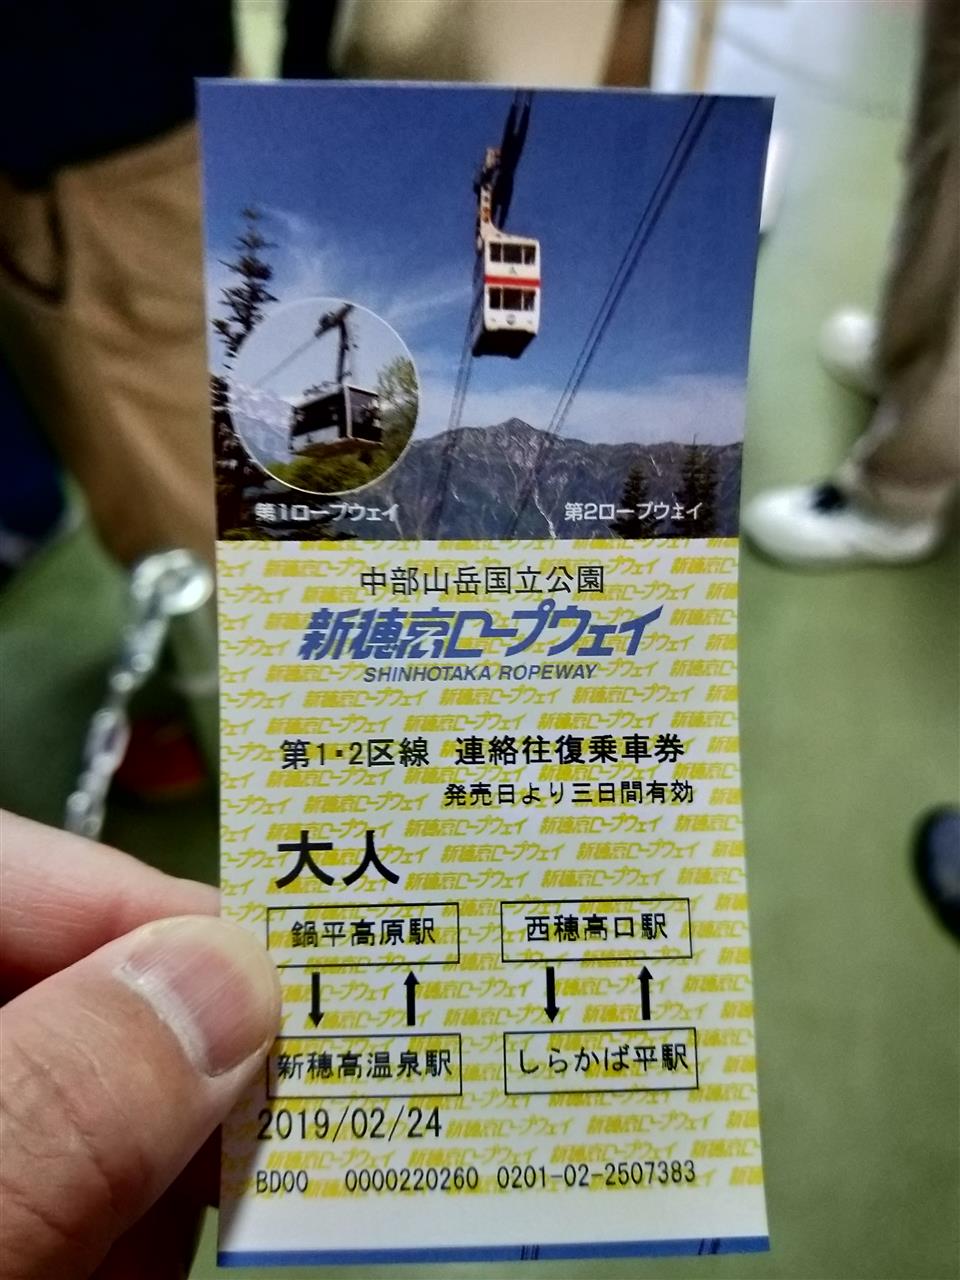 第1ロープウェイ
第2ロープウェイ
中部山岳国立公園
新穂高ロープウェイ
SHINHOTAKA ROPEWAY
第1・2区線 連絡往復乗車券
発売日より三日間有効
大人
鍋平高原駅
西穂高口駅
↓ ↑
↓ ↑
新穂高温泉駅
しらかば平駅
2019/02/24
BD00 0000220260 0201-02-2507383